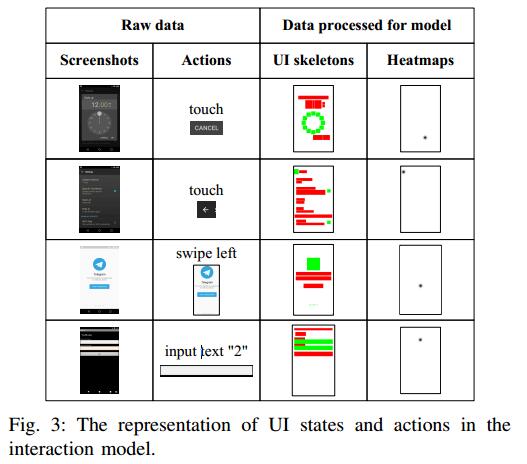 Raw data Data processed for model
Screenshots Actions UI skeletons Heatmaps
touch
CANCEL
touch
swipe left
Telegram
input text "2"
Fig. 3: The representation of UI states and actions in the
interaction model.